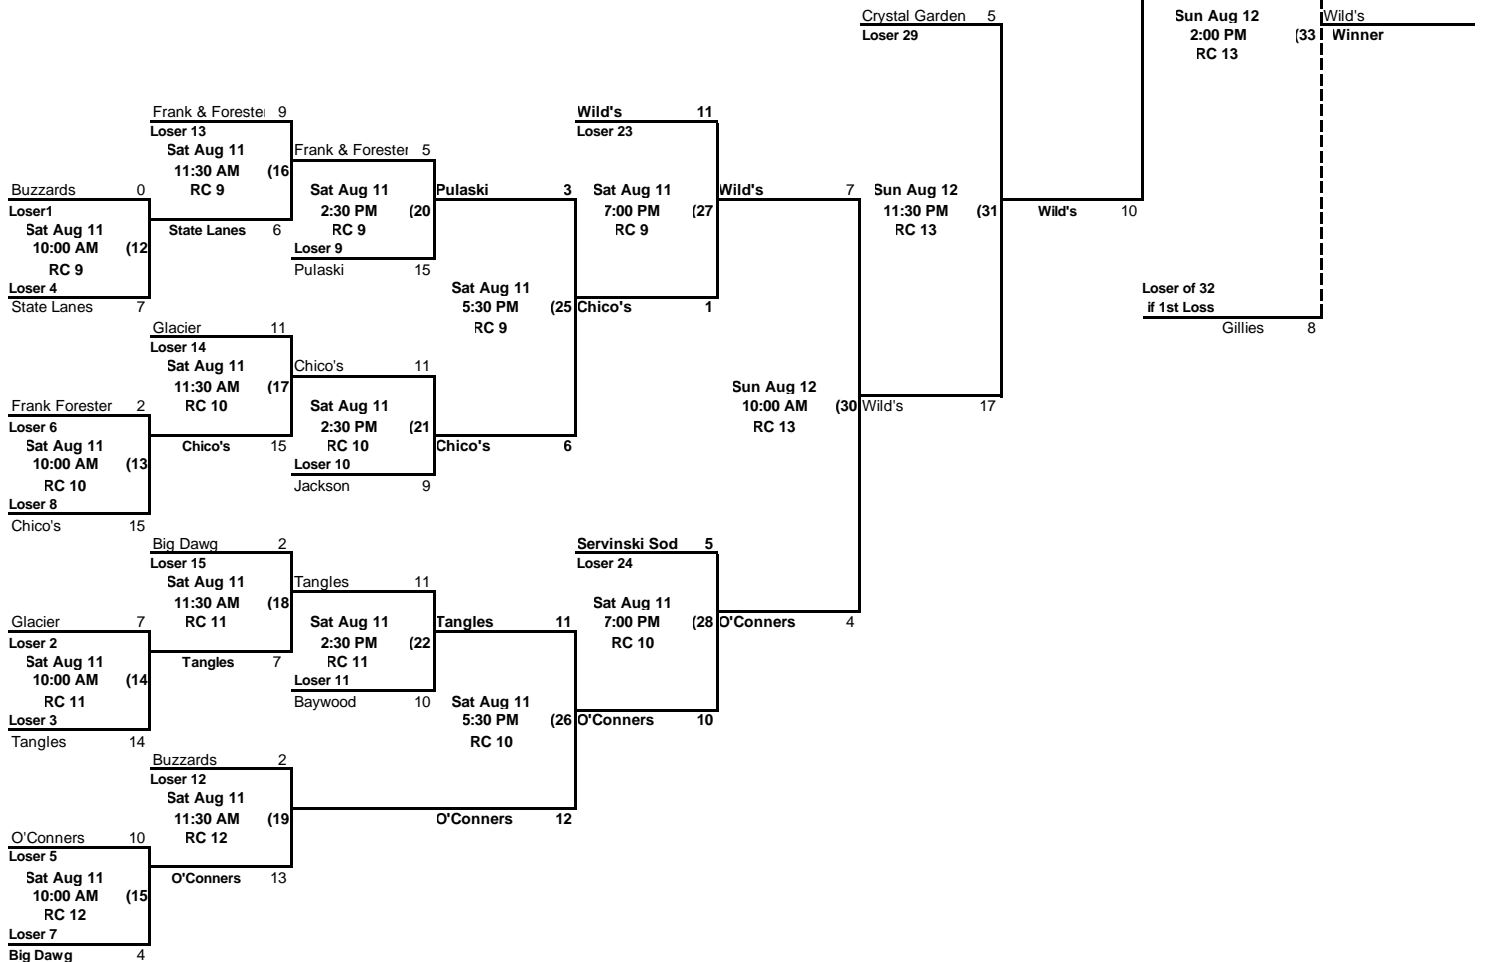 Crystal Garden 5
Loser 29
Sun Aug 12
2:00 PM (33
RC 13
Wild's
Winner
Frank & Forester 9
Loser 13
Sat Aug 11
11:30 AM (16
RC 9
Wild's 11
Loser 23
Frank & Forester 5
Buzzards 0
Loser1
Sat Aug 11
10:00 AM (12
RC 9
Loser 4
State Lanes 7
State Lanes 6
Sat Aug 11
2:30 PM (20
RC 9
Loser 9
Pulaski 15
Pulaski 3
Sat Aug 11
7:00 PM (27
RC 9
Wild's 7
Sun Aug 12
11:30 PM (31
RC 13
Wild's 10
Sat Aug 11
5:30 PM (25
RC 9
Chico's 1
Loser of 32
if 1st Loss
Gillies 8
Glacier 11
Loser 14
Sat Aug 11
11:30 AM (17
RC 10
Chico's 11
Frank Forester 2
Loser 6
Sat Aug 11
10:00 AM (13
RC 10
Loser 8
Chico's 15
Chico's 15
Sat Aug 11
2:30 PM (21
RC 10
Loser 10
Jackson 9
Chico's 6
Sun Aug 12
10:00 AM (30
RC 13
Wild's 17
Big Dawg 2
Loser 15
Sat Aug 11
11:30 AM (18
RC 11
Servinski Sod 5
Loser 24
Tangles 11
Glacier 7
Loser 2
Sat Aug 11
10:00 AM (14
RC 11
Loser 3
Tangles 14
Tangles 7
Sat Aug 11
2:30 PM (22
RC 11
Loser 11
Baywood 10
Tangles 11
Sat Aug 11
7:00 PM (28
RC 10
O'Conners 4
Sat Aug 11
5:30 PM (26
RC 10
O'Conners 10
Buzzards 2
Loser 12
Sat Aug 11
11:30 AM (19
RC 12
O'Conners 12
O'Conners 10
Loser 5
Sat Aug 11
10:00 AM (15
RC 12
Loser 7
Big Dawg 4
O'Conners 13